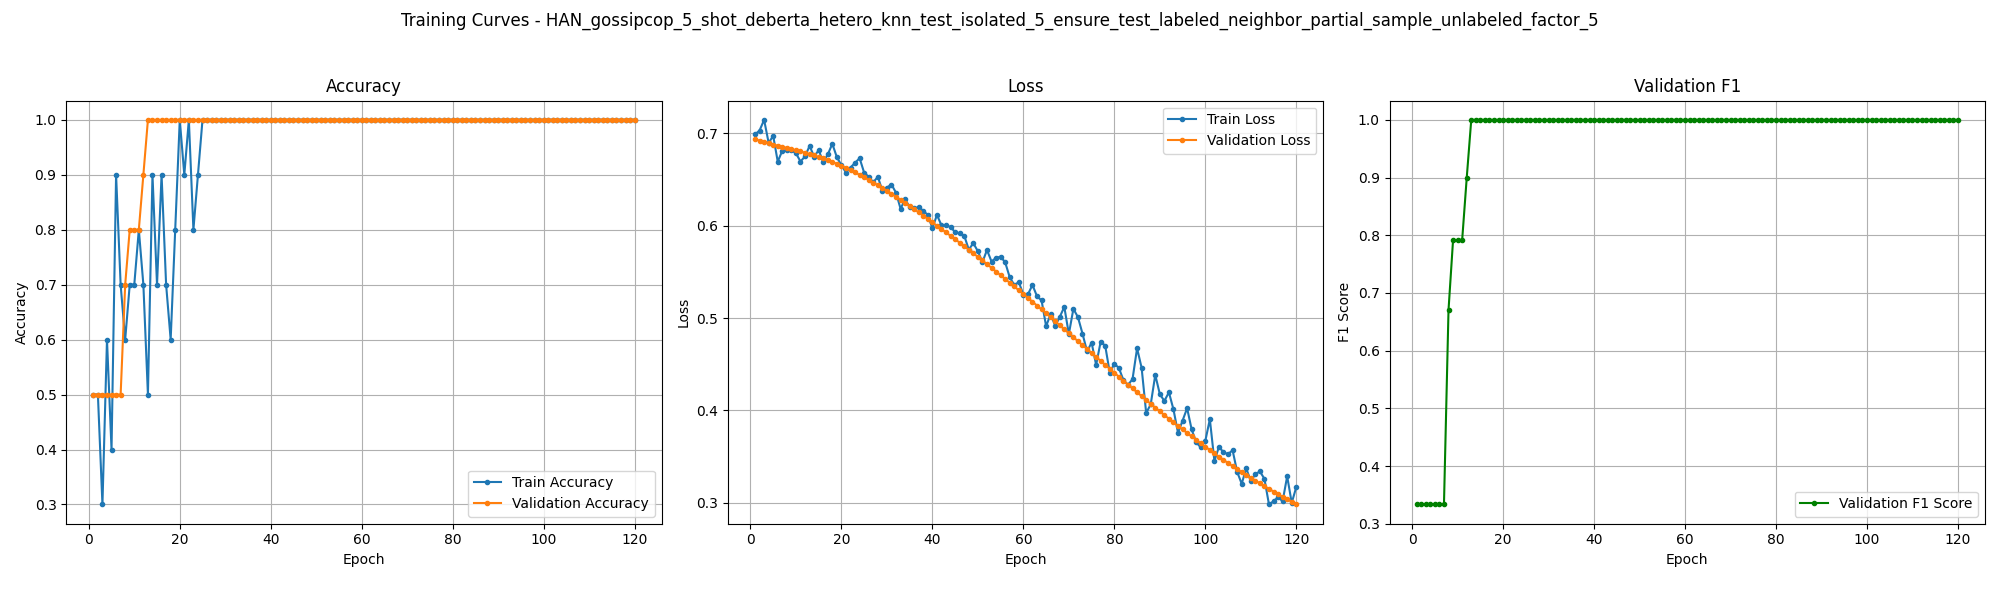 Training Curves - HAN_gossipcop_5_shot_deberta_hetero_knn_test_isolated_5_ensure_test_labeled_neighbor_partial_sample_unlabeled_factor_5
Accuracy
1.0
0.9
0.8
0.7
0.6
0.5
0.4
0.3
Accuracy
Train Accuracy
Validation Accuracy
0 20 40 60 80 100 120
Epoch
Loss
0.7
0.6
0.5
0.4
0.3
Loss
Train Loss
Validation Loss
0 20 40 60 80 100 120
Epoch
Validation F1
1.0
0.9
0.8
0.7
0.6
0.5
0.4
0.3
F1 Score
Validation F1 Score
0 20 40 60 80 100 120
Epoch